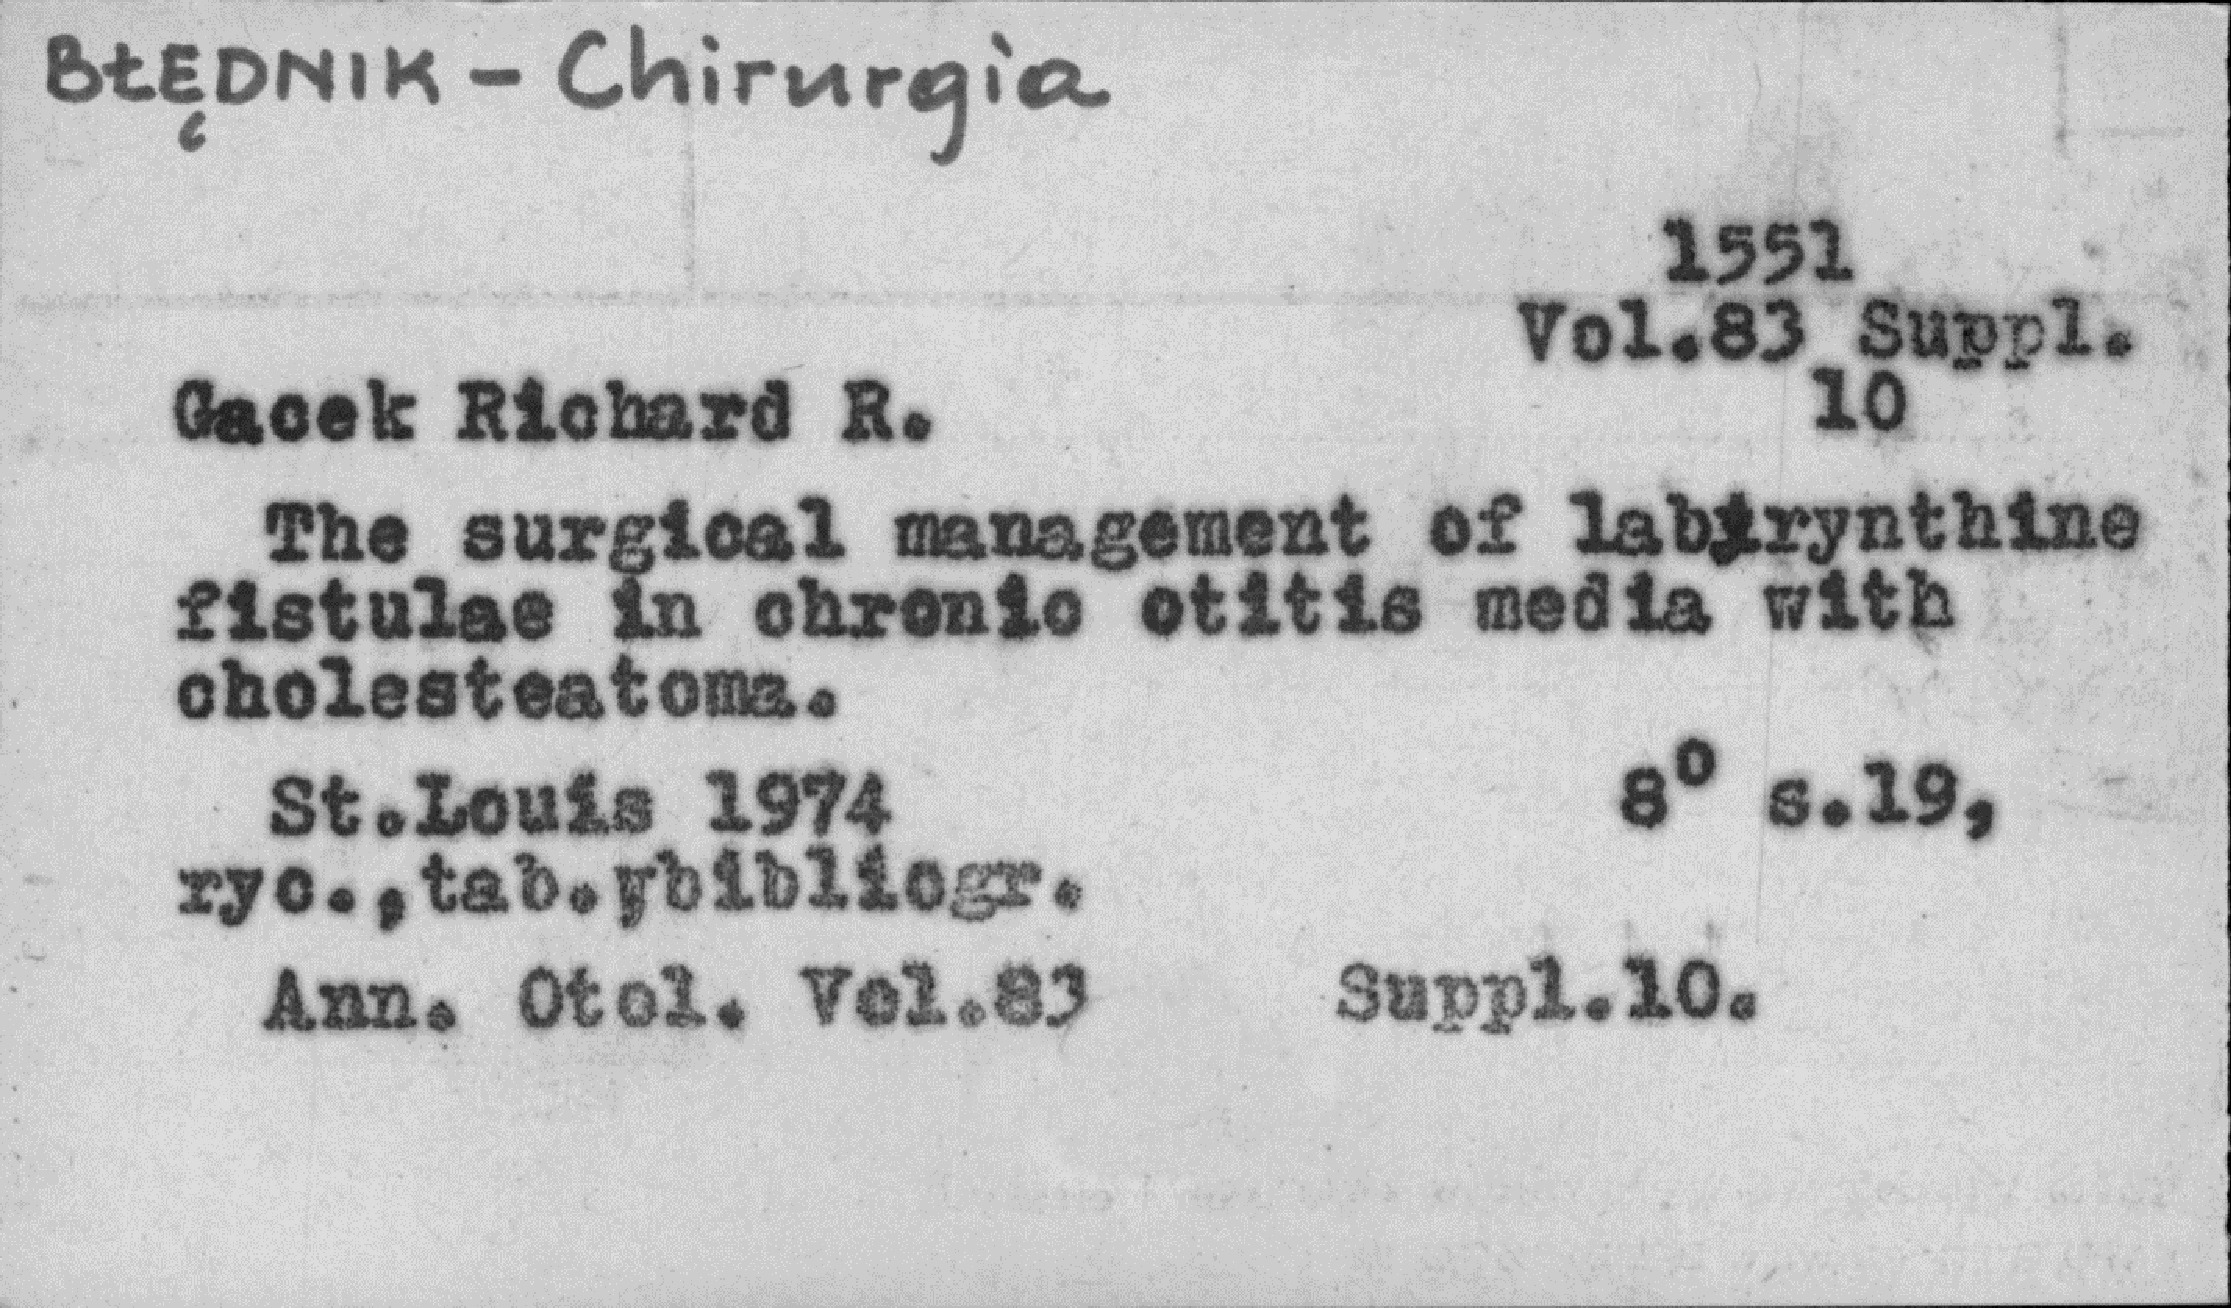 BŁĘDNIK - Chirurgia
1551
Vol.83 Suppl.
10
Gacek Richard R.
The surgical management of labyrynthine
fistulae in chronic otitis media with
cholesteatoma.
St.Louis 1974 8° s.19,
ryc.,tab.,bibliogr.
Ann. Otol. Vol.83 Suppl.10.